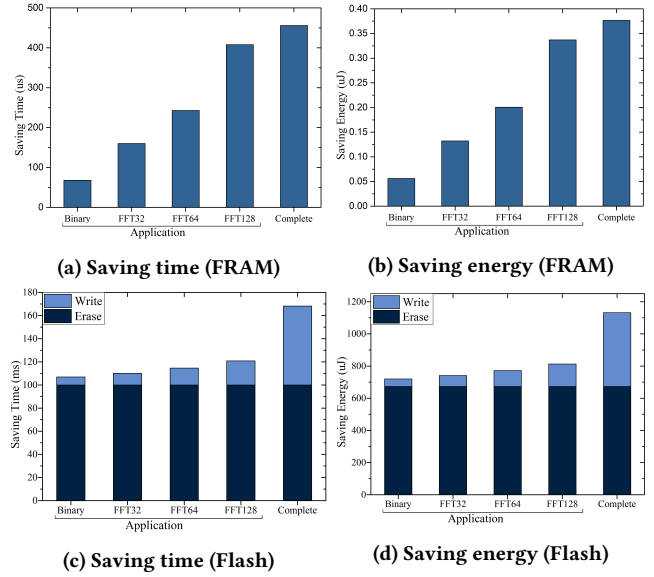 500
400
300
200
100
0
Saving Time (us)
Binary FFT32 FFT64 FFT128 Complete
Application
(a) Saving time (FRAM)
0.40
0.35
0.30
0.25
0.20
0.15
0.10
0.05
0.00
Saving Energy (uJ)
Binary FFT32 FFT64 FFT128 Complete
Application
(b) Saving energy (FRAM)
180
160
140
120
100
80
60
40
20
0
Saving Time (ms)
Write
Erase
Binary FFT32 FFT64 FFT128 Complete
Application
(c) Saving time (Flash)
1200
1000
800
600
400
200
0
Saving Energy (uJ)
Write
Erase
Binary FFT32 FFT64 FFT128 Complete
Application
(d) Saving energy (Flash)